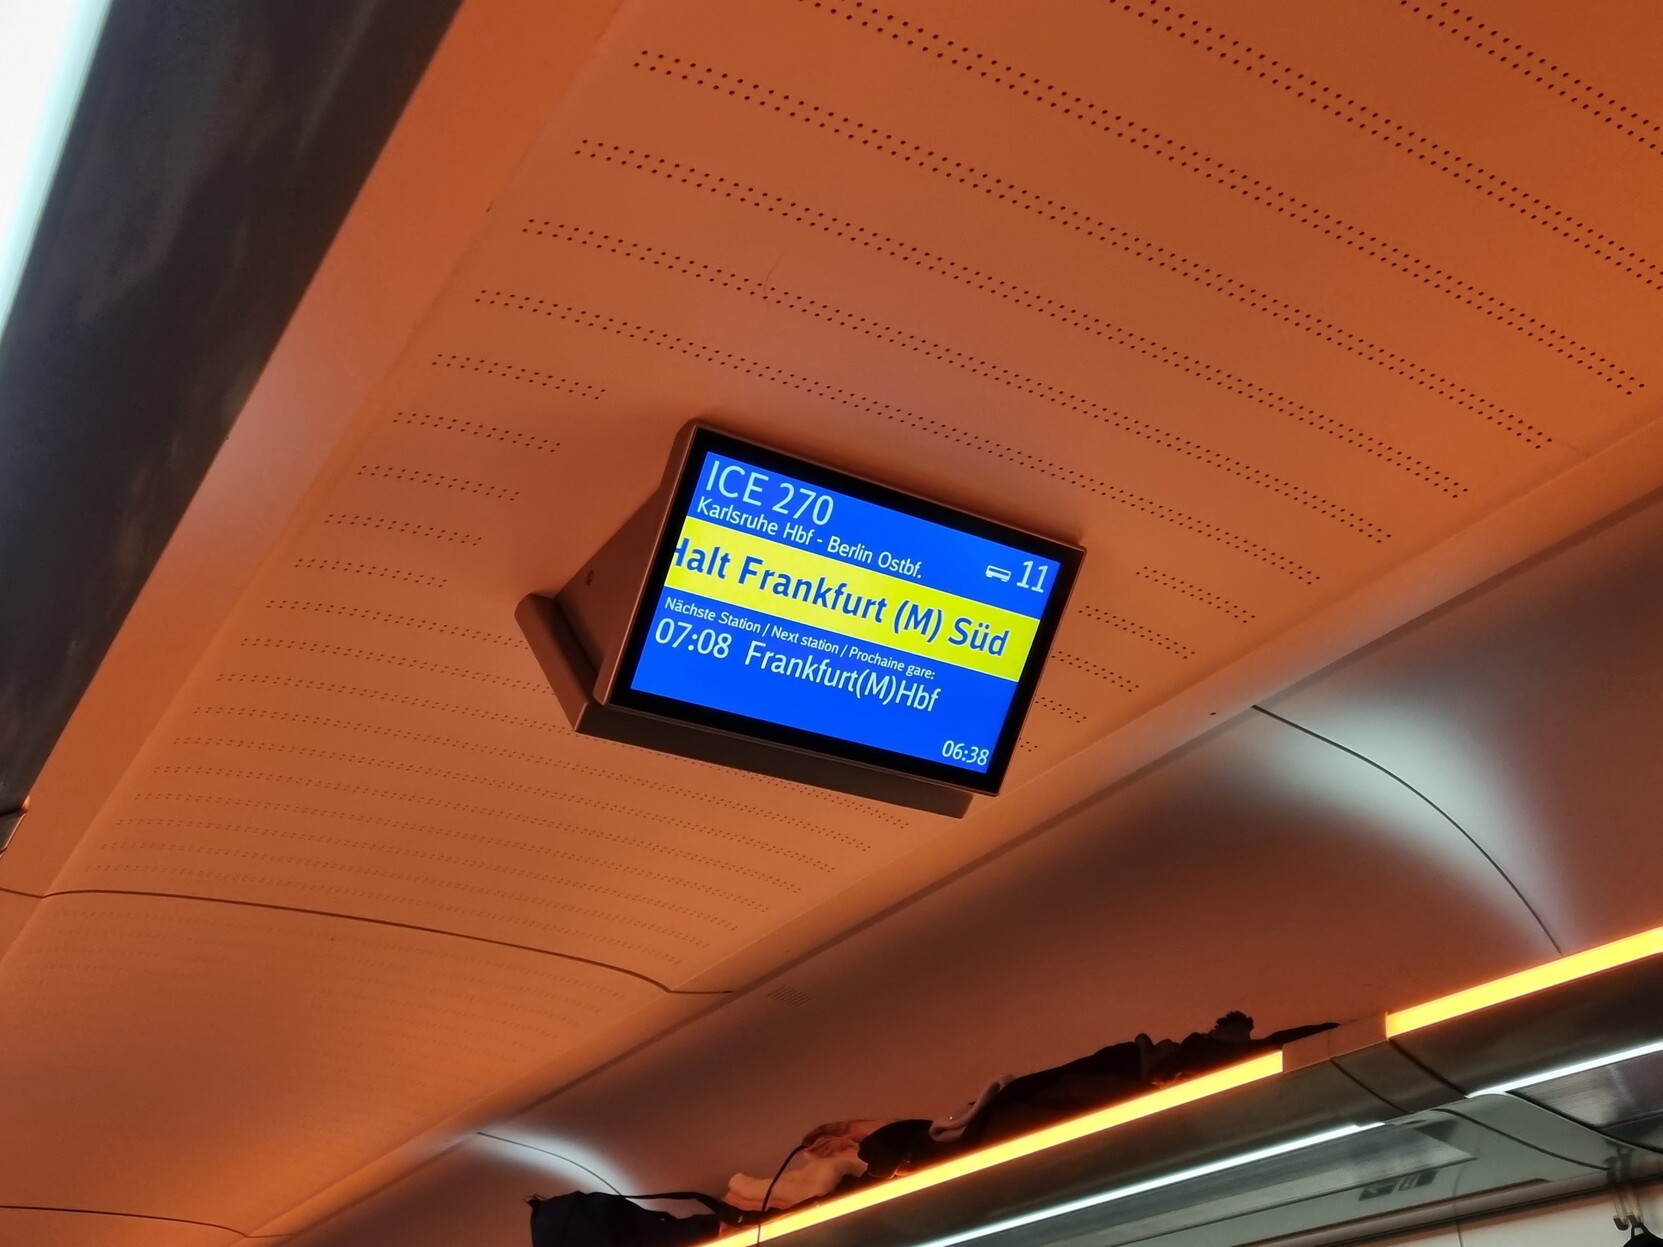 ICE 270
Karlsruhe Hbf - Berlin Ostbf.
11
Halt Frankfurt (M) Süd
Nächste Station / Next station / Prochaine gare:
07:08 Frankfurt(M)Hbf
06:38